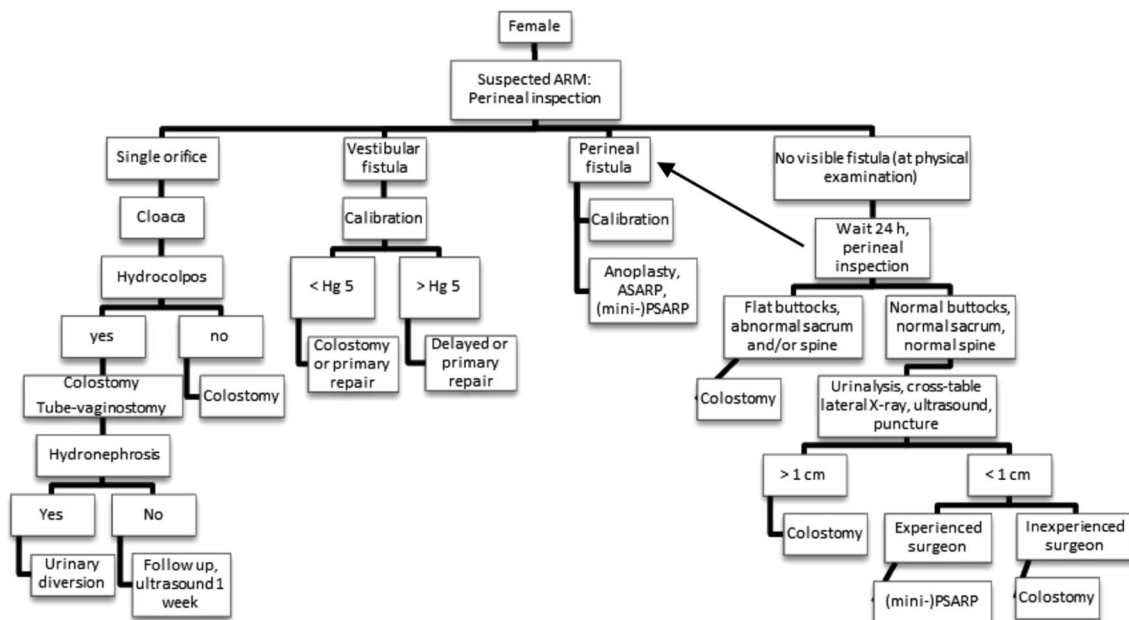 Female
Suspected ARM:
Perineal inspection
Single orifice
Vestibular
fistula
Perineal
fistula
No visible fistula (at physical
examination)
Cloaca
Calibration
Calibration
Wait 24 h,
perineal
inspection
Hydrocolpos
< Hg 5
> Hg 5
Anoplasty,
ASARP,
(mini-)PSARP
Flat buttocks,
abnormal sacrum
and/or spine
Normal buttocks,
normal sacrum,
normal spine
yes
no
Colostomy
or primary
repair
Delayed or
primary
repair
Colostomy
Tube-vaginostomy
Colostomy
Colostomy
Urinalysis, cross-table
lateral X-ray, ultrasound,
puncture
Hydronephrosis
> 1 cm
< 1 cm
Yes
No
Colostomy
Experienced
surgeon
Inexperienced
surgeon
Urinary
diversion
Follow up,
ultrasound 1
week
(mini-)PSARP
Colostomy